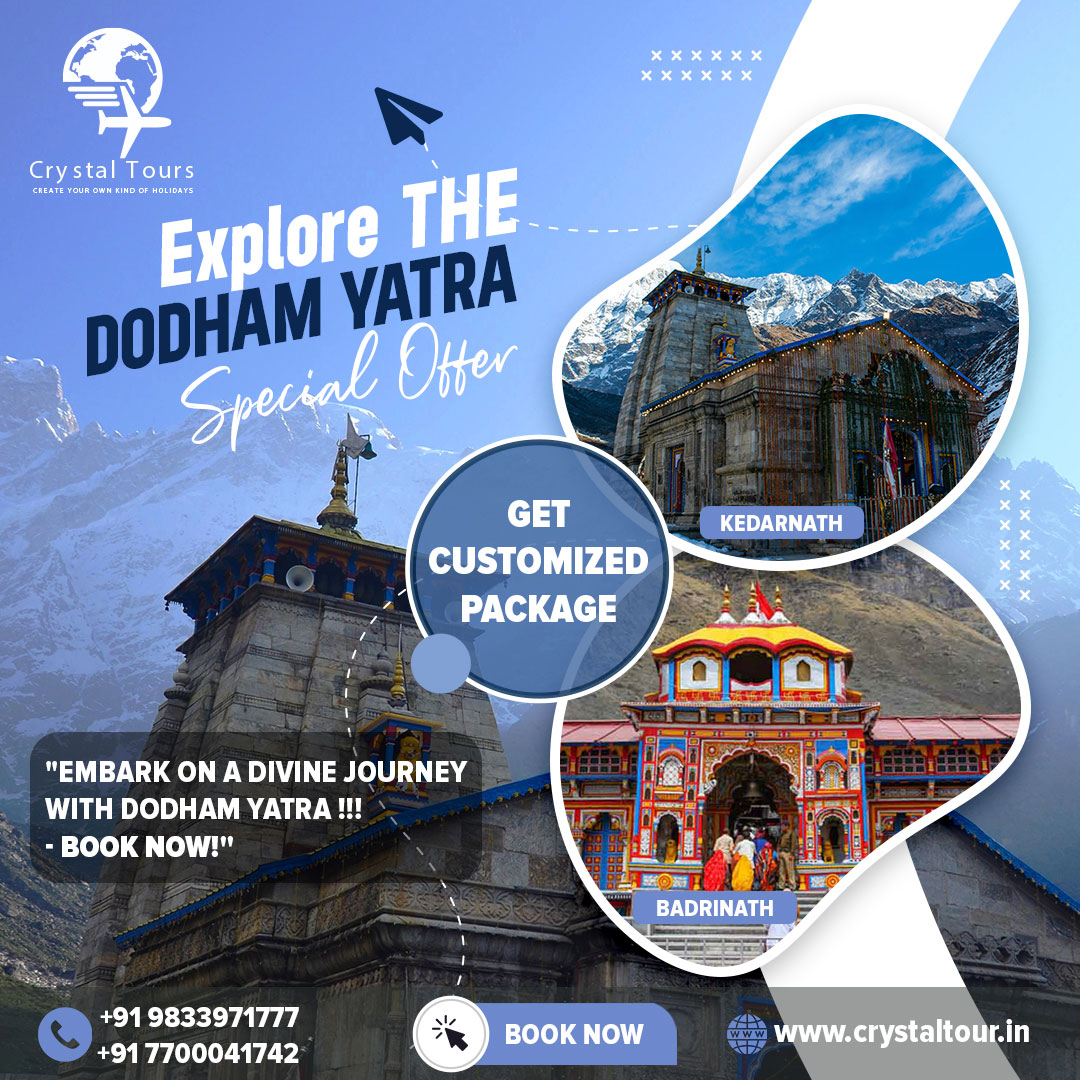 Crystal Tours
CREATE YOUR OWN KIND OF HOLIDAYS
Explore THE
DODHAM YATRA
Special Offer
GET
CUSTOMIZED
PACKAGE
KEDARNATH
BADRINATH
"EMBARK ON A DIVINE JOURNEY
WITH DODHAM YATRA !!!
- BOOK NOW!"
+91 9833971777
+91 7700041742
BOOK NOW
www.crystaltour.in